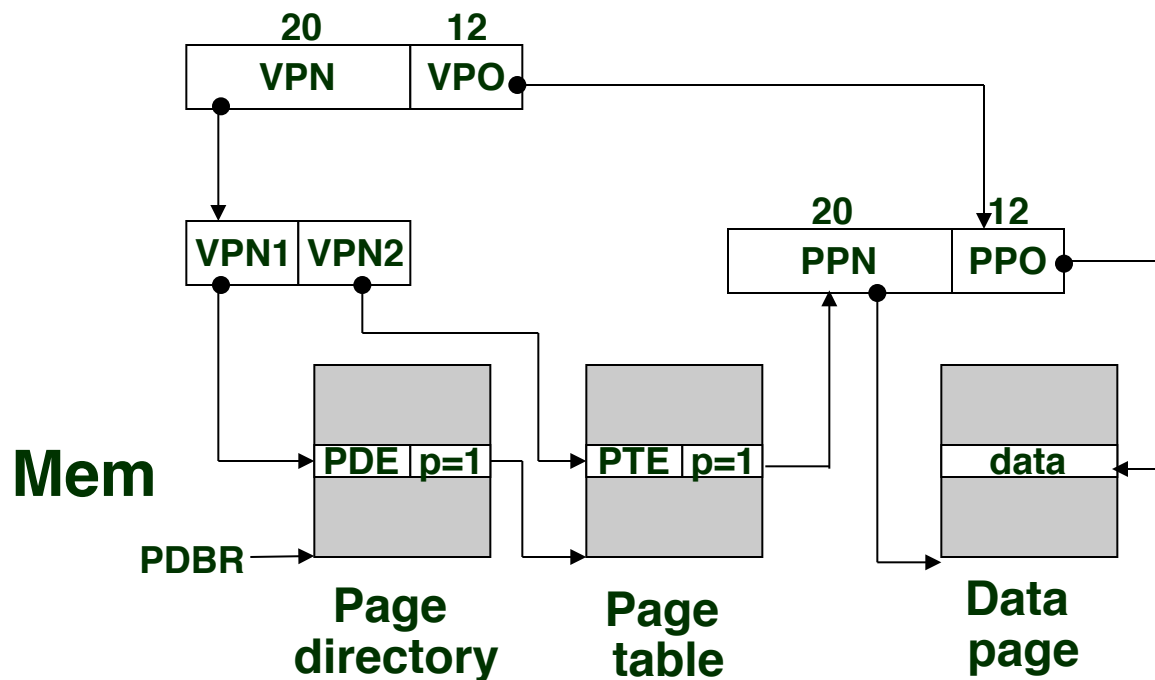 20 12
VPN VPO
20 12
VPN1 VPN2
PPN PPO
Mem
PDE p=1
PTE p=1
data
PDBR
Page
directory
Page
table
Data
page